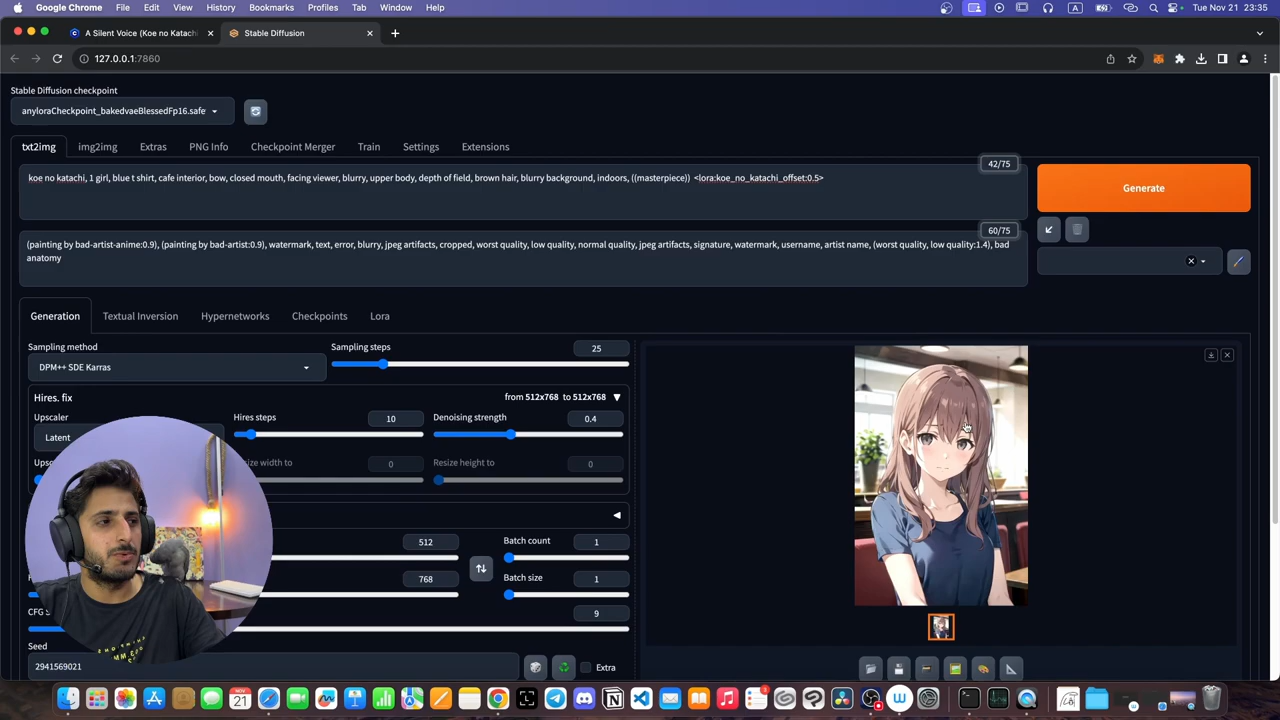 Google Chrome File Edit View History Bookmarks Profiles Tab Window Help Tue Nov 21 23:35
A Silent Voice (Koe no Katachi Stable Diffusion
127.0.0.1:7860
Stable Diffusion checkpoint
anyloraCheckpoint_bakedvaeBlessedFp16.safe
txt2img img2img Extras PNG Info Checkpoint Merger Train Settings Extensions
42/75
koe no katachi, 1 girl, blue t shirt, cafe interior, bow, closed mouth, facing viewer, blurry, upper body, depth of field, brown hair, blurry background, indoors, ((masterpiece)) <lora:koe_no_katachi_offset:0.5>
Generate
60/75
(painting by bad-artist-anime:0.9), (painting by bad-artist:0.9), watermark, text, error, blurry, jpeg artifacts, cropped, worst quality, low quality, normal quality, jpeg artifacts, signature, watermark, username, artist name, (worst quality, low quality:1.4), bad
anatomy
Generation Textual Inversion Hypernetworks Checkpoints Lora
Sampling method
DPM++ SDE Karras
Sampling steps
25
Hires. fix
from 512x768 to 512x768
Upscaler
Latent
Hires steps
10
Denoising strength
0.4
Upsc
size width to
0
Resize height to
0
512
Batch count
1
768
Batch size
1
CFG S
9
Seed
2941569021
Extra